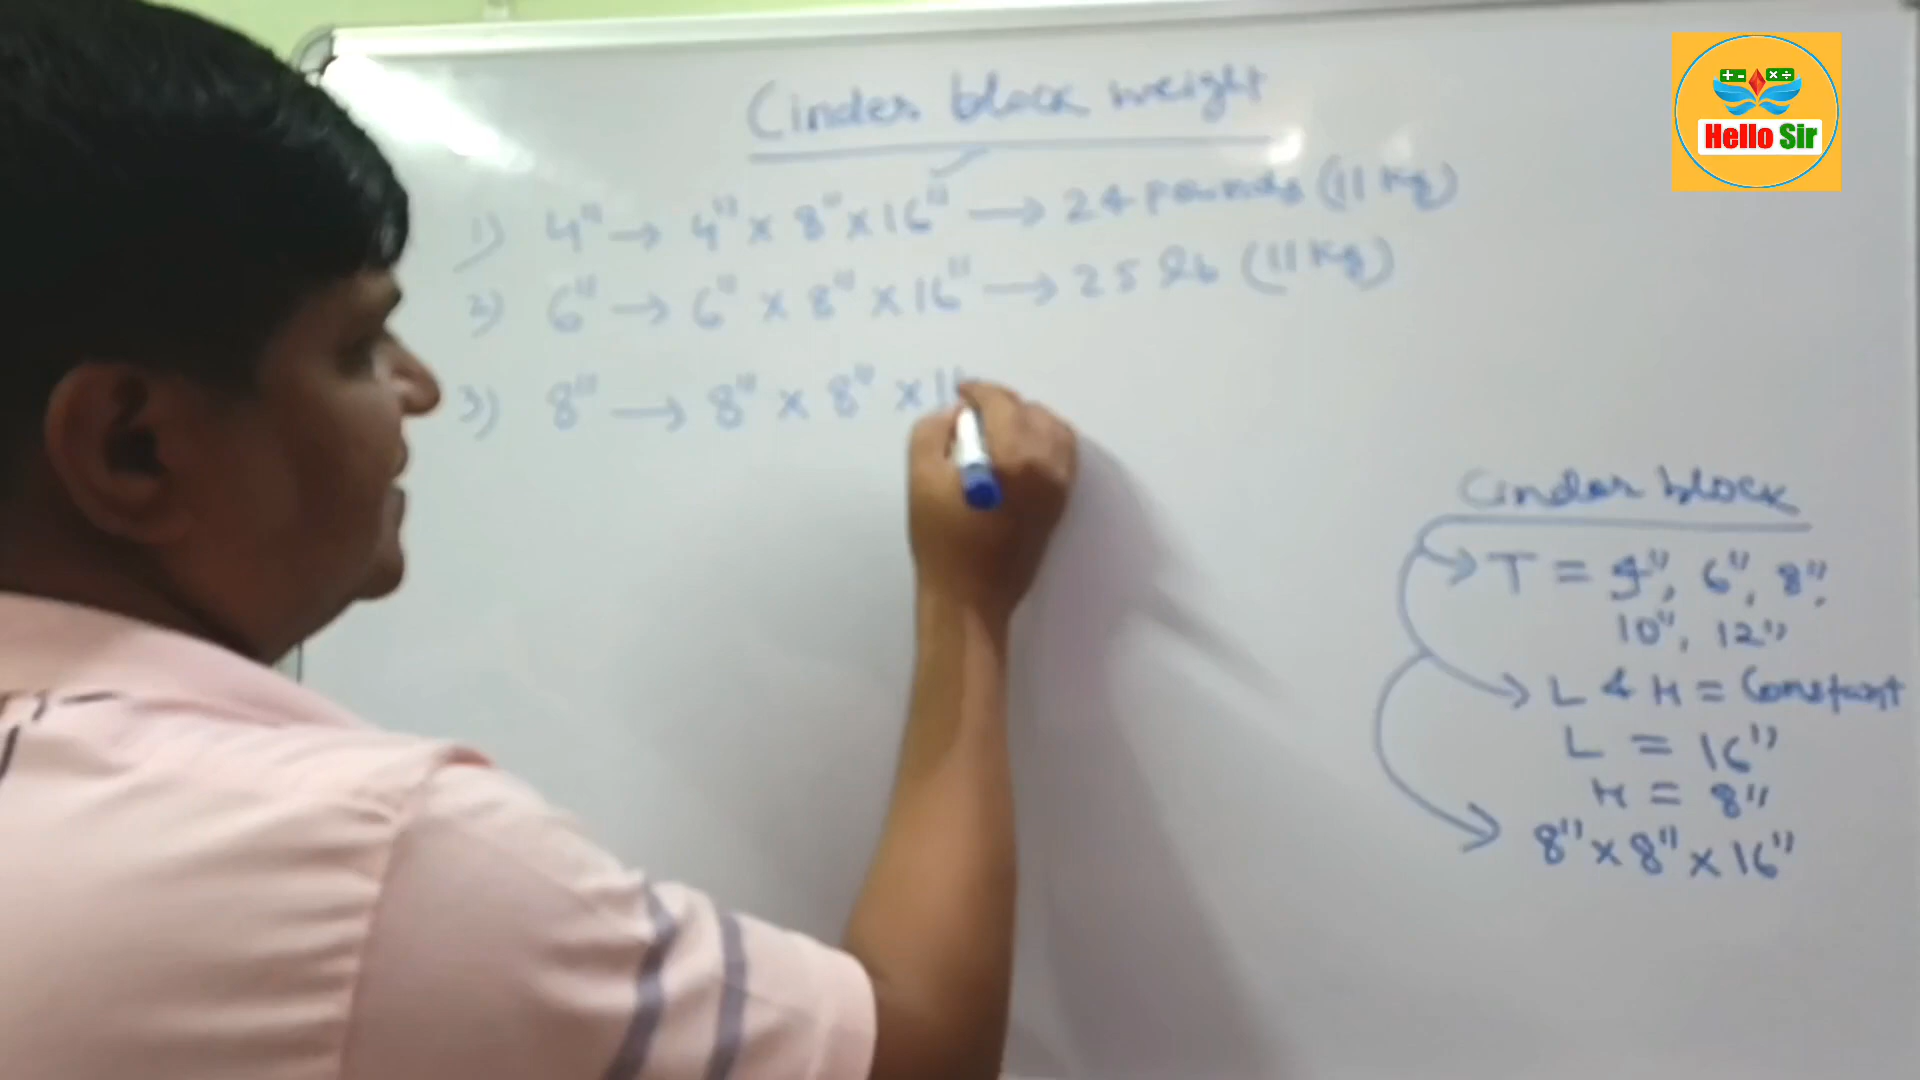 Cinder block weight
1) 4" → 4" x 8" x 16" → 24 pounds (11 Kg)
2) 6" → 6" x 8" x 16" → 25 lb (11 Kg)
3) 8" → 8" x 8" x 16
Cinder block
T = 4", 6", 8",
10", 12"
L & H = Constant
L = 16"
H = 8"
8" x 8" x 16"
+ - × ÷
Hello Sir